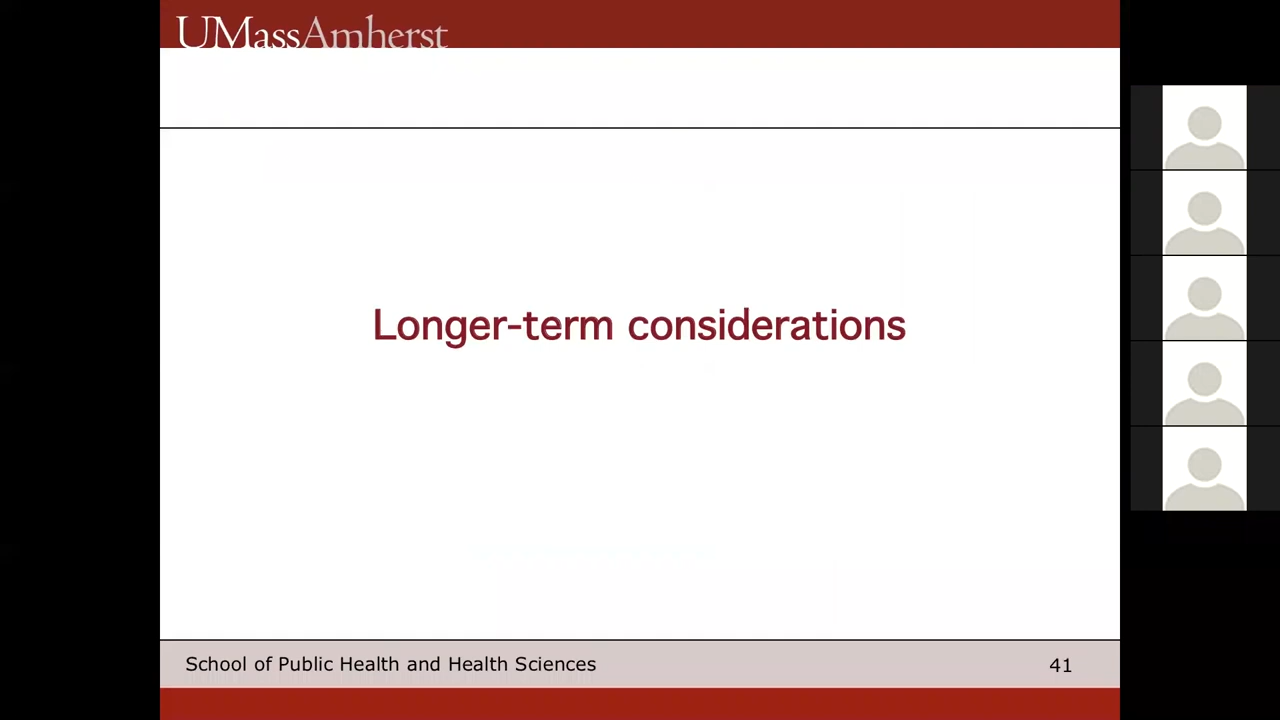 UMassAmherst
Longer-term considerations
School of Public Health and Health Sciences
41